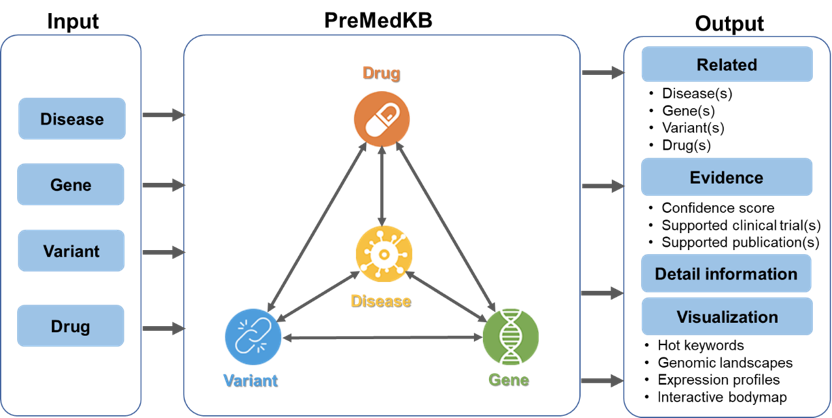 Input
Disease
Gene
Variant
Drug
PreMedKB
Drug
Disease
Variant
Gene
Output
Related
• Disease(s)
• Gene(s)
• Variant(s)
• Drug(s)
Evidence
• Confidence score
• Supported clinical trial(s)
• Supported publication(s)
Detail information
Visualization
• Hot keywords
• Genomic landscapes
• Expression profiles
• Interactive bodymap